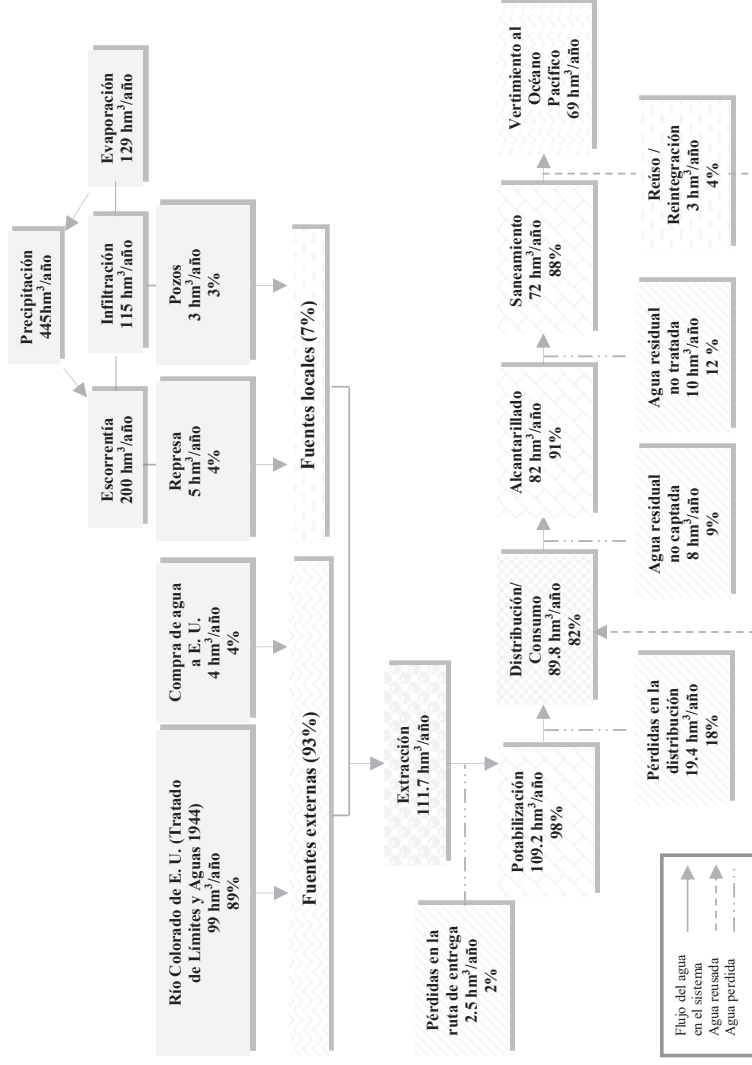 Precipitación
445hm³/año
Escorrentía
200 hm³/año
Infiltración
115 hm³/año
Evaporación
129 hm³/año
Río Colorado de E. U. (Tratado
de Límites y Aguas 1944)
99 hm³/año
89%
Compra de agua
a E. U.
4 hm³/año
4%
Represa
5 hm³/año
4%
Pozos
3 hm³/año
3%
Fuentes externas (93%)
Fuentes locales (7%)
Extracción
111.7 hm³/año
Pérdidas en la
ruta de entrega
2.5 hm³/año
2%
Potabilización
109.2 hm³/año
98%
Distribución/
Consumo
89.8 hm³/año
82%
Alcantarillado
82 hm³/año
91%
Saneamiento
72 hm³/año
88%
Vertimiento al
Océano
Pacífico
69 hm³/año
Pérdidas en la
distribución
19.4 hm³/año
18%
Agua residual
no captada
8 hm³/año
9%
Agua residual
no tratada
10 hm³/año
12 %
Reúso /
Reintegración
3 hm³/año
4%
Flujo del agua
en el sistema
Agua reusada
Agua perdida